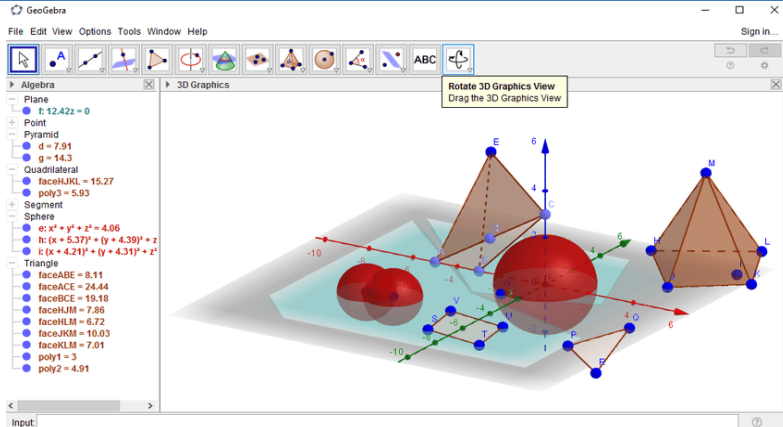 GeoGebra
File Edit View Options Tools Window Help
Sign in...
ABC
Rotate 3D Graphics View
Drag the 3D Graphics View
Algebra
3D Graphics
Plane
f: 12.42z = 0
Point
Pyramid
d = 7.91
g = 14.3
Quadrilateral
faceHJKL = 15.27
poly3 = 5.93
Segment
Sphere
e: x² + y² + z² = 4.06
h: (x + 5.37)² + (y + 4.39)² + z
i: (x + 4.21)² + (y + 4.31)² + z²
Triangle
faceABE = 8.11
faceACE = 24.44
faceBCE = 19.18
faceHJM = 7.86
faceHLM = 6.72
faceJKM = 10.03
faceKLM = 7.01
poly1 = 3
poly2 = 4.91
E
6
M
4
C
2
6
-10
-8
4
H
L
-4
K
V
S
U
-4
-6
T
-8
-10
-2
4
Q
6
P
R
Input: